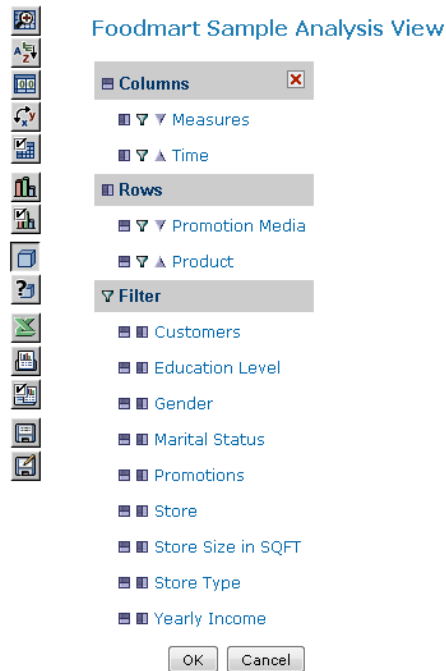 Foodmart Sample Analysis View
Columns
Measures
Time
Rows
Promotion Media
Product
Filter
Customers
Education Level
Gender
Marital Status
Promotions
Store
Store Size in SQFT
Store Type
Yearly Income
OK Cancel